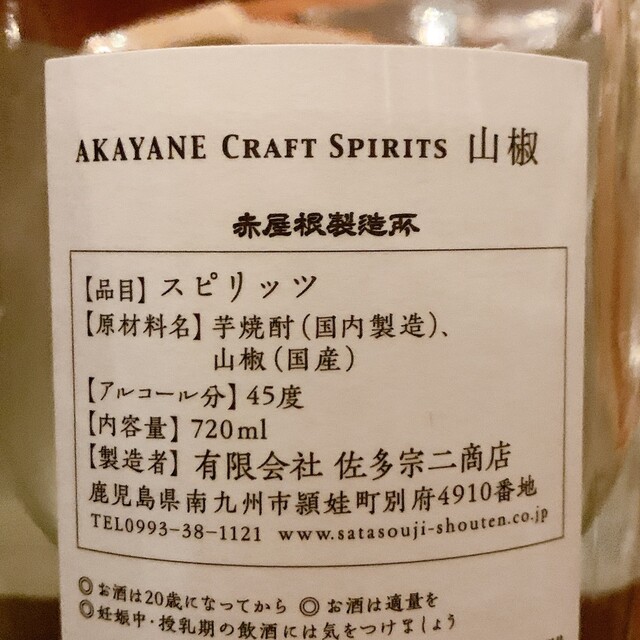 AKAYANE CRAFT SPIRITS 山椒
赤屋根製造所
【品目】スピリッツ
【原材料名】芋焼酎(国内製造)、
山椒(国産)
【アルコール分】45度
【内容量】720ml
【製造者】有限会社 佐多宗二商店
鹿児島県南九州市頴娃町別府4910番地
TEL0993-38-1121 www.satasouji-shouten.co.jp
◎お酒は20歳になってから ◎お酒は適量を
◎妊娠中・授乳期の飲酒には気をつけましょう